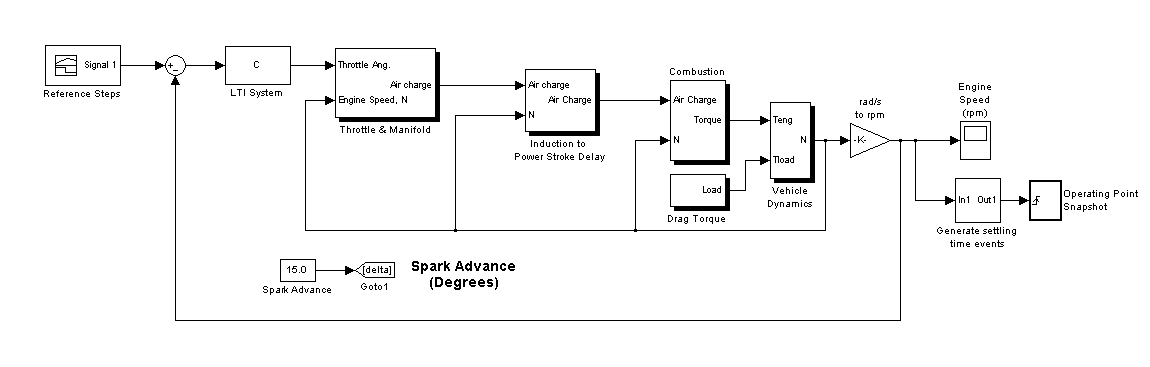 Signal 1
Reference Steps
+
−
C
LTI System
Throttle Ang.
Air charge
Engine Speed, N
Throttle & Manifold
Air charge
Air Charge
N
Induction to
Power Stroke Delay
Combustion
Air Charge
Torque
N
Load
Drag Torque
Teng
N
Tload
Vehicle
Dynamics
rad/s
to rpm
-K-
Engine
Speed
(rpm)
In1 Out1
Generate settling
time events
Operating Point
Snapshot
15.0
Spark Advance
[delta]
Goto1
Spark Advance
(Degrees)